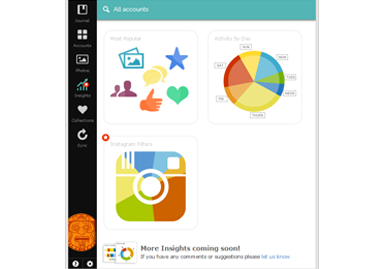 All accounts
Journal
Accounts
Photos
Insights
Collections
Sync
Most Popular
Activity by Day
SUN
MON
TUES
WEDS
THURS
FRI
SAT
Instagram Filters
More Insights coming soon!
If you have any comments or suggestions please let us know